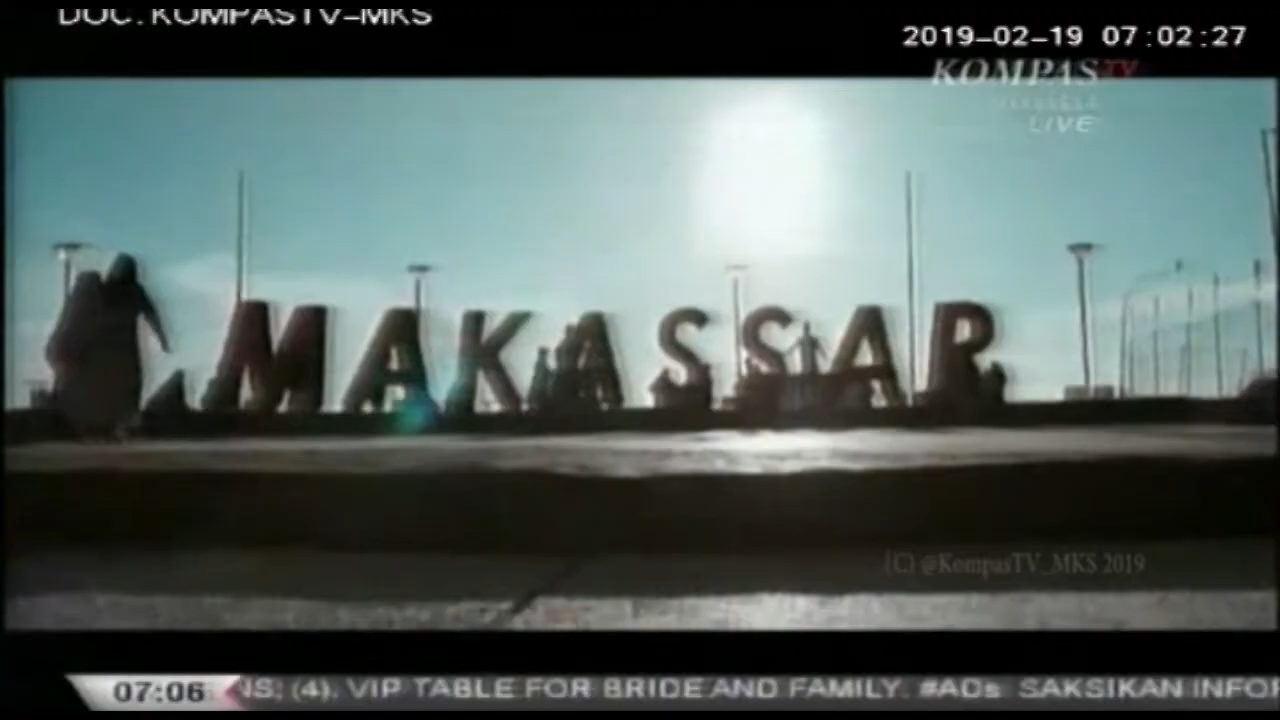 DOC. KOMPASTV-MKS
2019-02-19 07:02:27
KOMPASTV
LIVE
MAKASSAR
(C) @KompasTV_MKS 2019
07:06 NS; (4). VIP TABLE FOR BRIDE AND FAMILY. #ADs SAKSIKAN INFOR